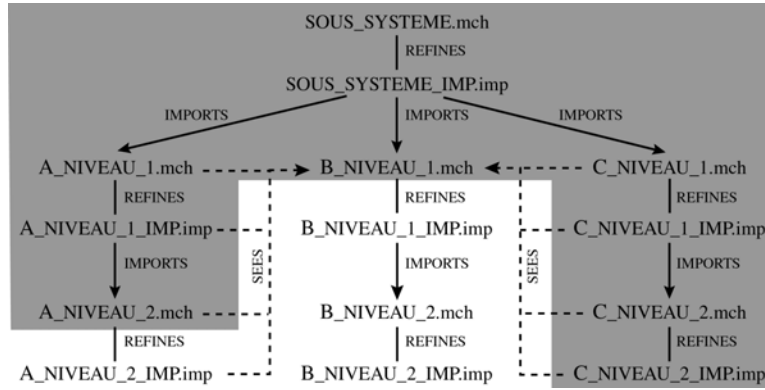 SOUS_SYSTEME.mch
REFINES
SOUS_SYSTEME_IMP.imp
IMPORTS IMPORTS IMPORTS
A_NIVEAU_1.mch B_NIVEAU_1.mch C_NIVEAU_1.mch
REFINES REFINES REFINES
A_NIVEAU_1_IMP.imp B_NIVEAU_1_IMP.imp C_NIVEAU_1_IMP.imp
SEES SEES
IMPORTS IMPORTS IMPORTS
A_NIVEAU_2.mch B_NIVEAU_2.mch C_NIVEAU_2.mch
REFINES REFINES REFINES
A_NIVEAU_2_IMP.imp B_NIVEAU_2_IMP.imp C_NIVEAU_2_IMP.imp